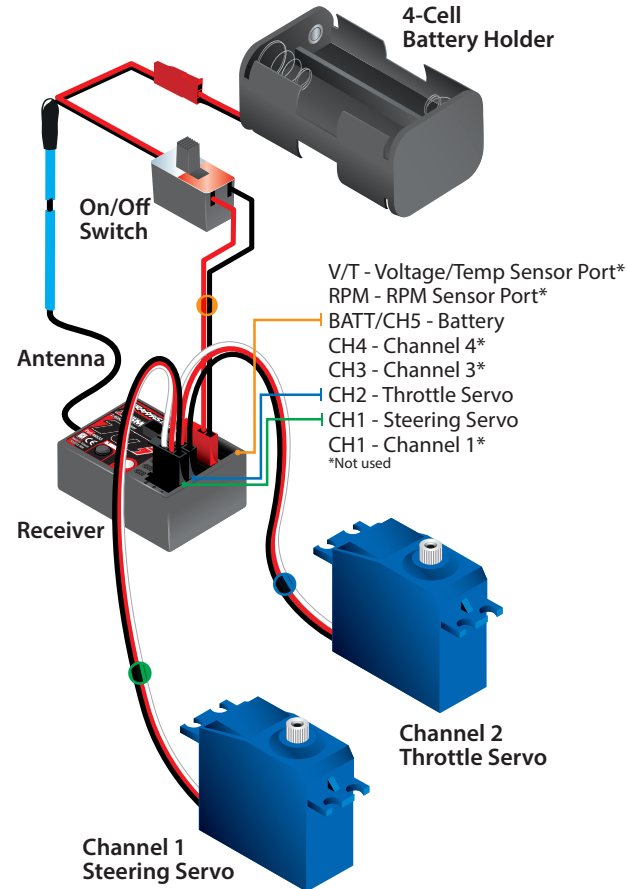 4-Cell
Battery Holder
On/Off
Switch
V/T - Voltage/Temp Sensor Port*
RPM - RPM Sensor Port*
BATT/CH5 - Battery
CH4 - Channel 4*
CH3 - Channel 3*
CH2 - Throttle Servo
CH1 - Steering Servo
CH1 - Channel 1*
*Not used
Antenna
Receiver
Channel 2
Throttle Servo
Channel 1
Steering Servo